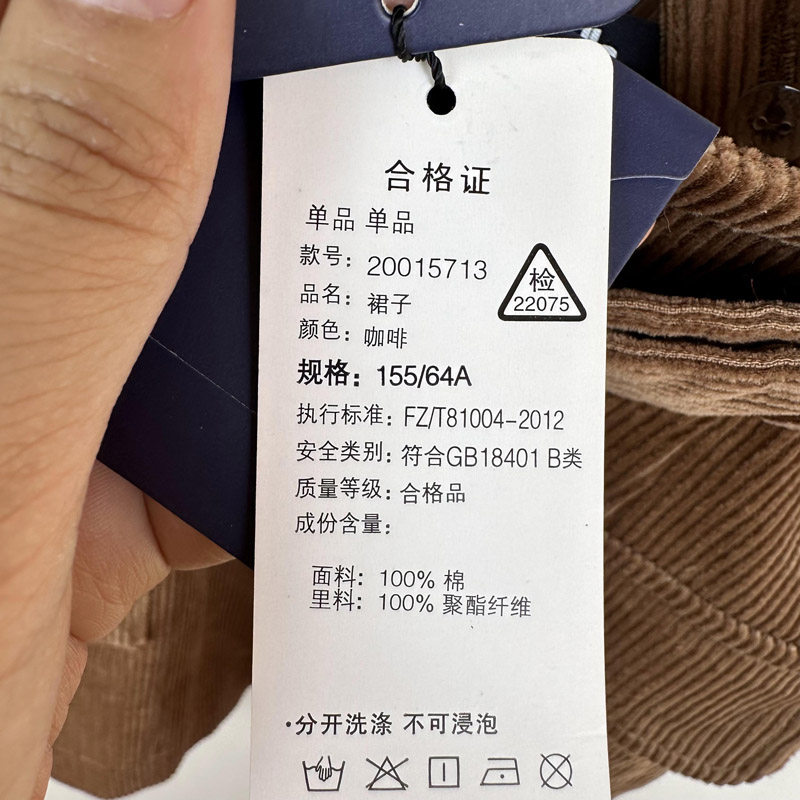 合格证
单品 单品
款号: 20015713
检
22075
品名: 裙子
颜色: 咖啡
规格: 155/64A
执行标准: FZ/T81004-2012
安全类别: 符合GB18401 B类
质量等级: 合格品
成份含量:
面料: 100% 棉
里料: 100% 聚酯纤维
·分开洗涤 不可浸泡